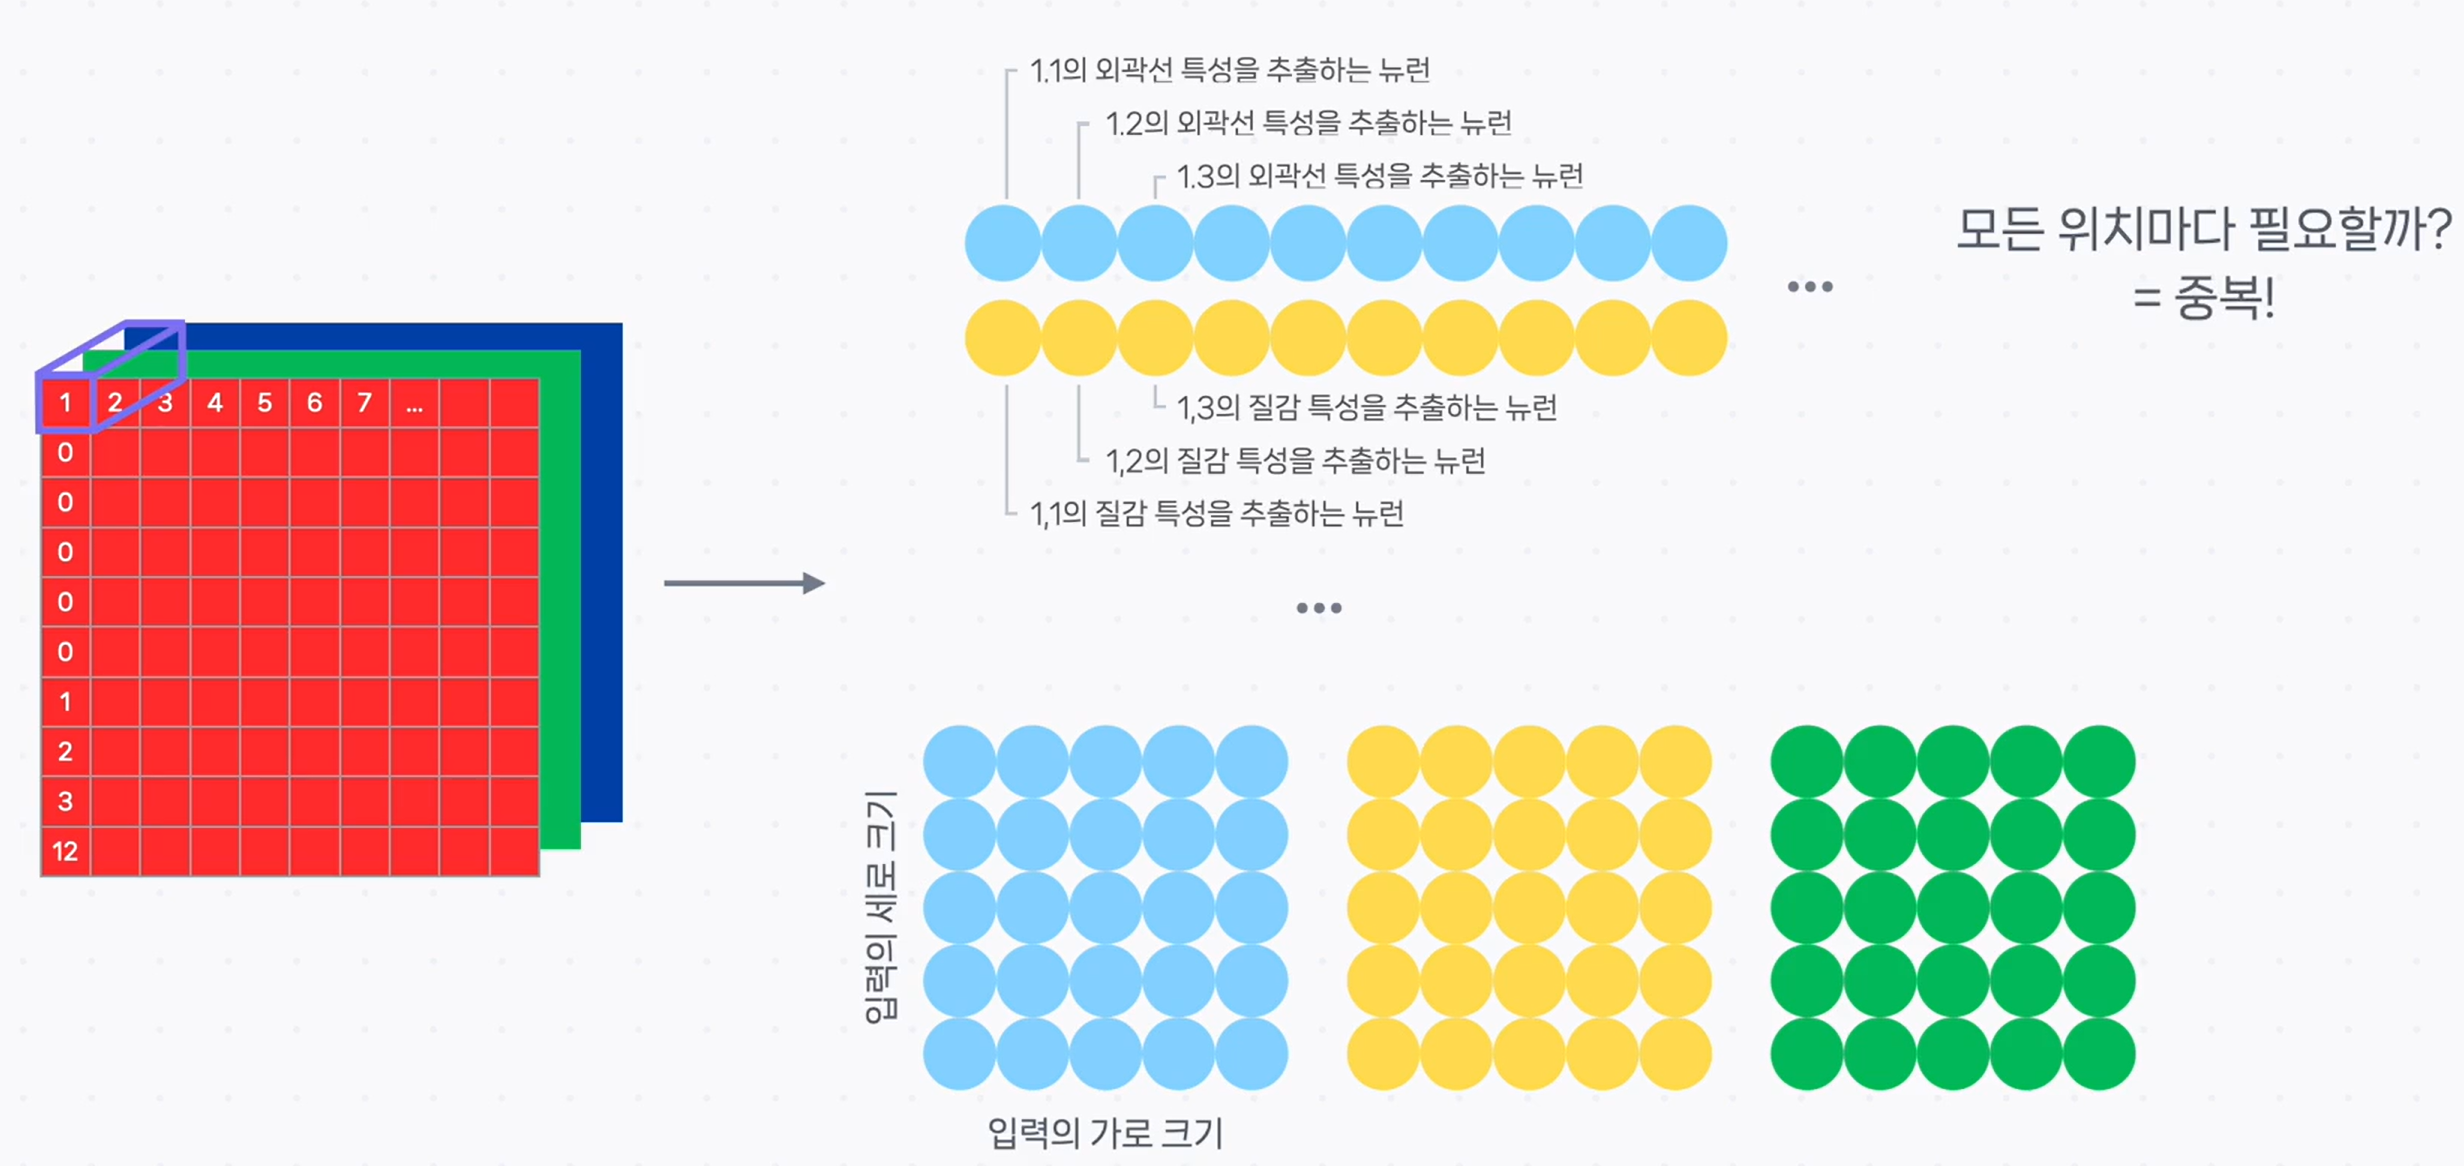 1.1의 외곽선 특성을 추출하는 뉴런
1.2의 외곽선 특성을 추출하는 뉴런
1.3의 외곽선 특성을 추출하는 뉴런
모든 위치마다 필요할까?
= 중복!
...
1 2 3 4 5 6 7 ...
0
0
0
0
0
1
2
3
12
1,3의 질감 특성을 추출하는 뉴런
1,2의 질감 특성을 추출하는 뉴런
1,1의 질감 특성을 추출하는 뉴런
...
입력의 세로 크기
입력의 가로 크기